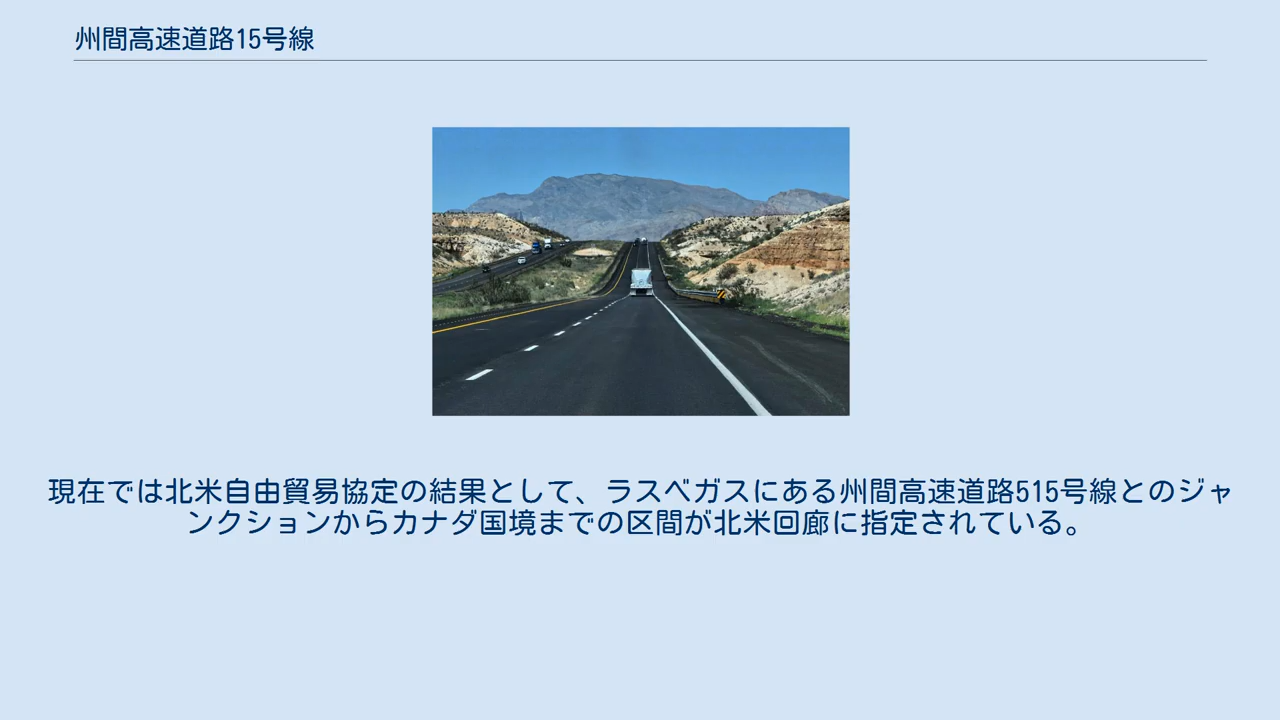 州間高速道路15号線
現在では北米自由貿易協定の結果として、ラスベガスにある州間高速道路515号線とのジャ
ンクションからカナダ国境までの区間が北米回廊に指定されている。